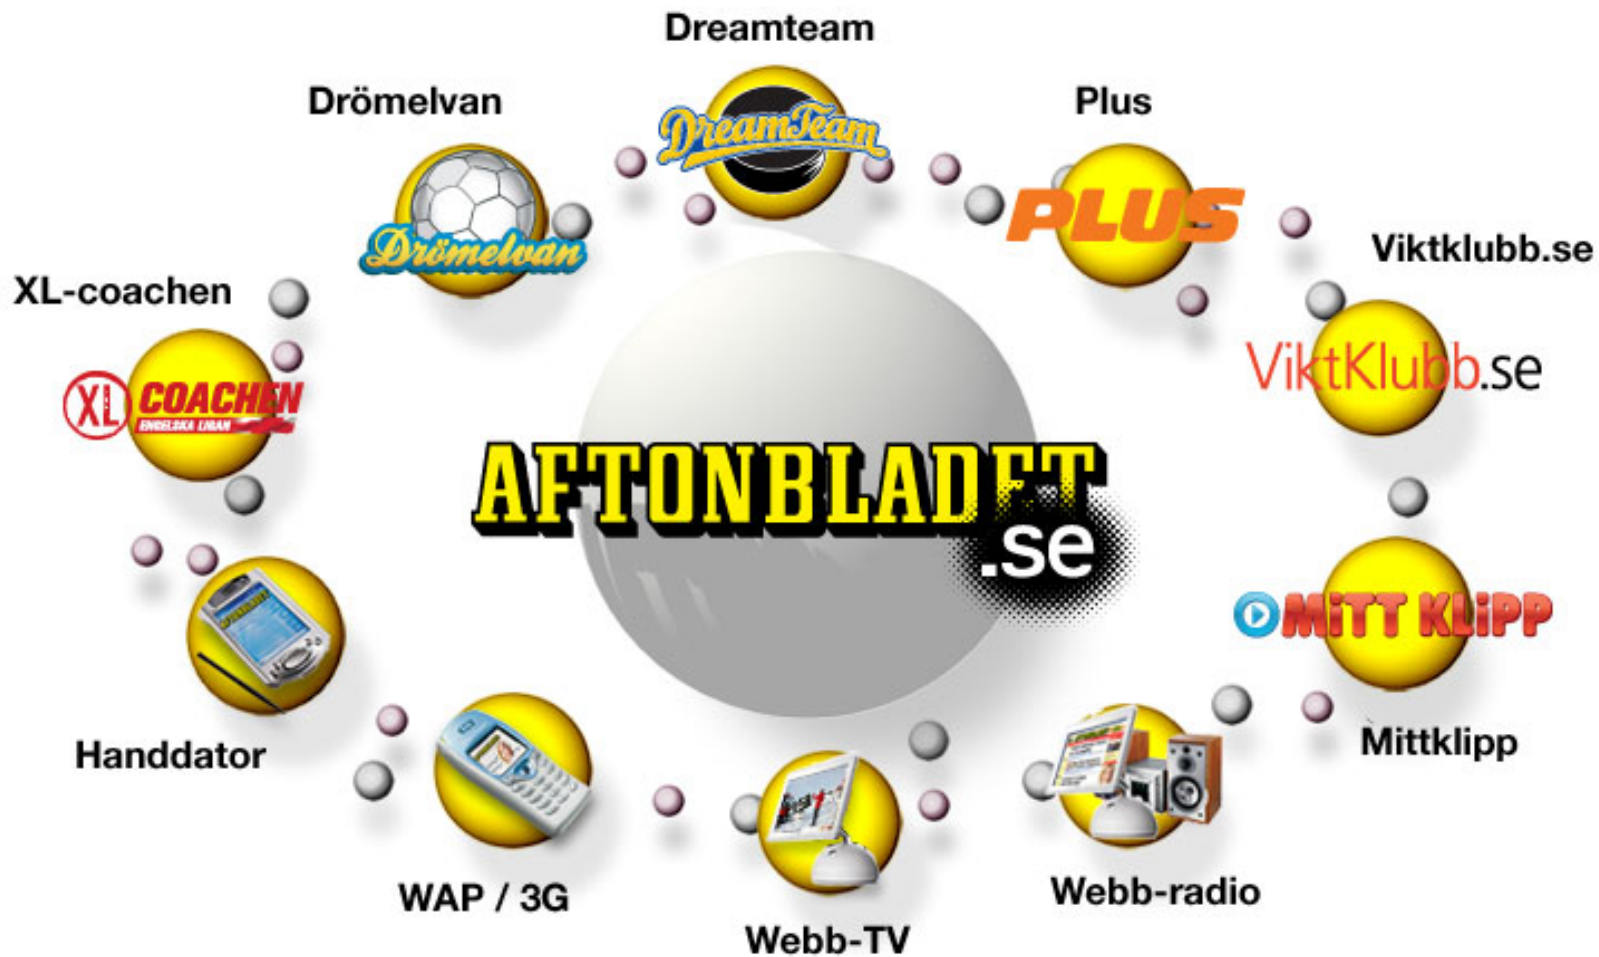 Dreamteam
DreamTeam
Drömelvan
Drömelvan
Plus
PLUS
Viktklubb.se
ViktKlubb.se
XL-coachen
XL COACHEN
ENGELSKA LIGAN
AFTONBLADET
.se
MiTT KLiPP
Mittklipp
AFTONBLADET
Handdator
WAP / 3G
Webb-TV
Webb-radio